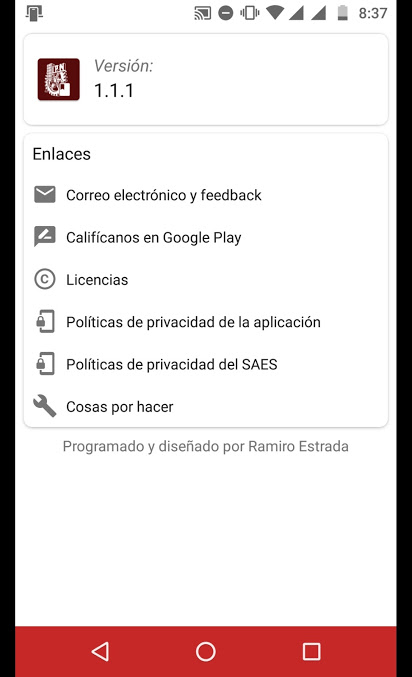 8:37
Versión:
1.1.1
Enlaces
Correo electrónico y feedback
Califícanos en Google Play
Licencias
Políticas de privacidad de la aplicación
Políticas de privacidad del SAES
Cosas por hacer
Programado y diseñado por Ramiro Estrada